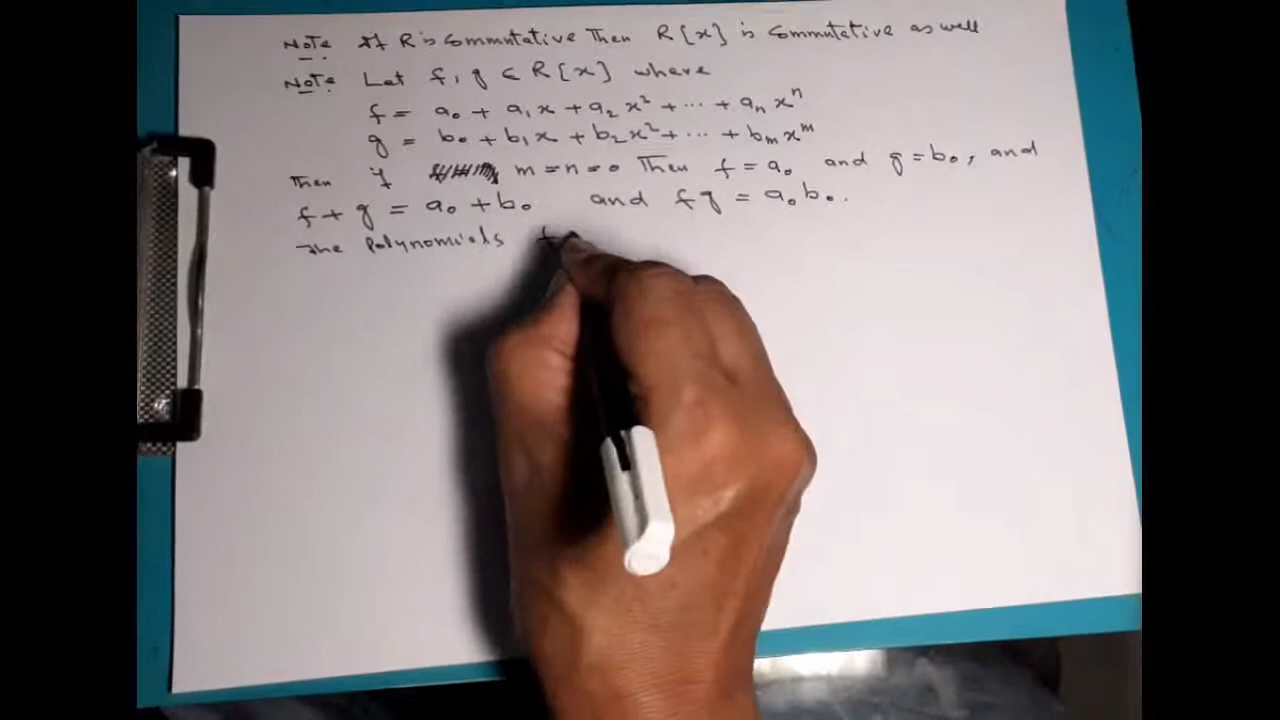 Note If R is Commutative Then R[x] is Commutative as well
Note. Let f, g ∈ R[x] where
f = a₀ + a₁x + a₂x² + ··· + aₙxⁿ
g = b₀ + b₁x + b₂x² + ··· + bₘxᵐ
Then if m = n = 0 Then f = a₀ and g = b₀, and
f + g = a₀ + b₀ and fg = a₀b₀.
The Polynomials